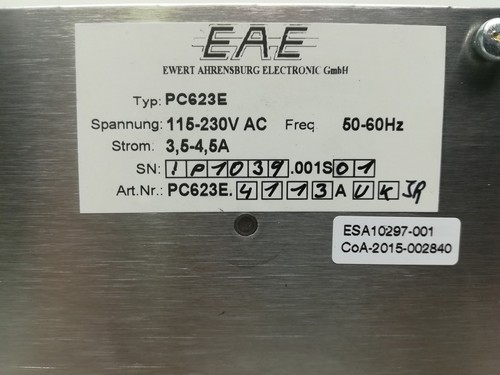 EAE
EWERT AHRENSBURG ELECTRONIC GmbH
Typ: PC623E
Spannung: 115-230V AC Freq. 50-60Hz
Strom: 3,5-4,5A
SN: 1P1039.001S01
Art.Nr.: PC623E.4113AUK JR
ESA10297-001
CoA-2015-002840